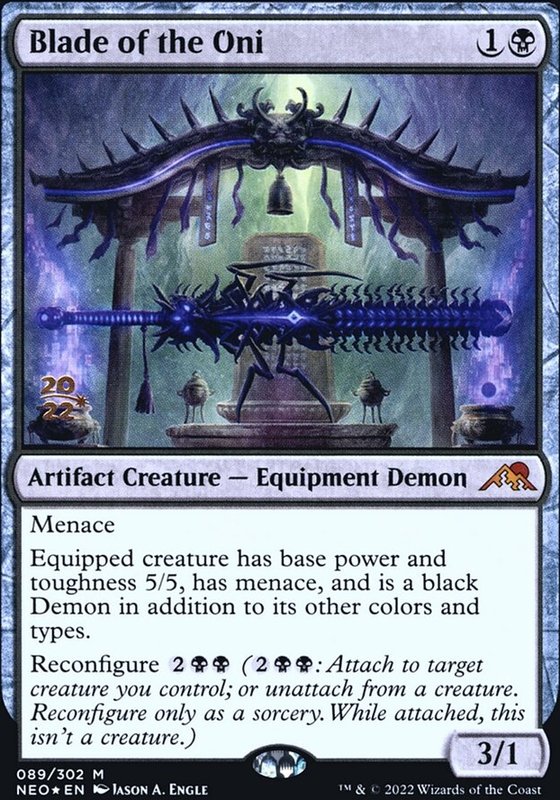 Blade of the Oni 1
20
22
Artifact Creature — Equipment Demon
Menace
Equipped creature has base power and
toughness 5/5, has menace, and is a black
Demon in addition to its other colors and
types.
Reconfigure 2 (2: Attach to target
creature you control; or unattach from a creature.
Reconfigure only as a sorcery. While attached, this
isn't a creature.)
3/1
089/302 M
NEO★EN Jason A. Engle
™ & © 2022 Wizards of the Coast